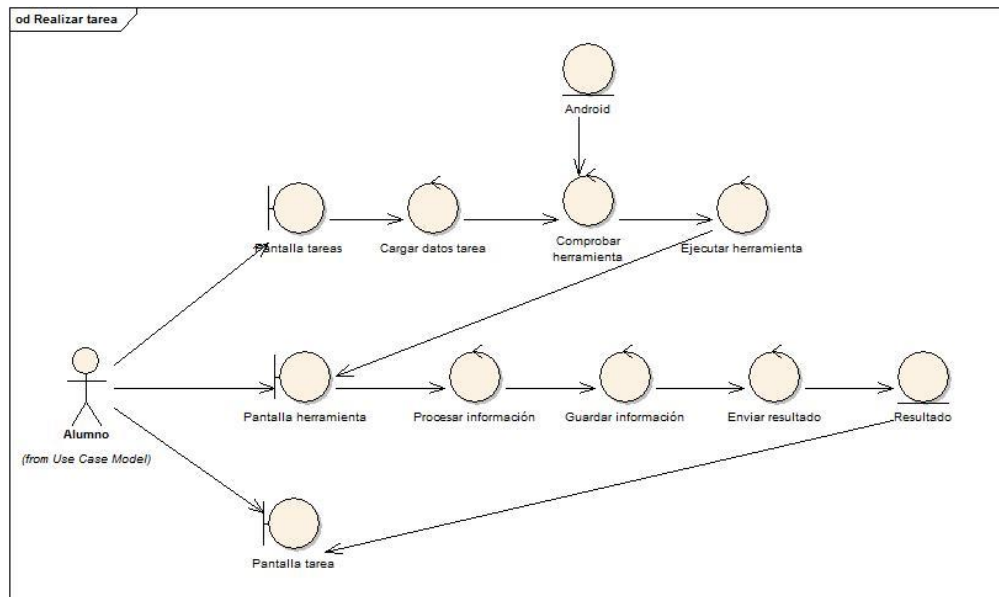 od Realizar tarea
Android
Pantalla tareas
Cargar datos tarea
Comprobar
herramienta
Ejecutar herramienta
Pantalla herramienta
Procesar información
Guardar información
Enviar resultado
Resultado
Alumno
(from Use Case Model)
Pantalla tarea